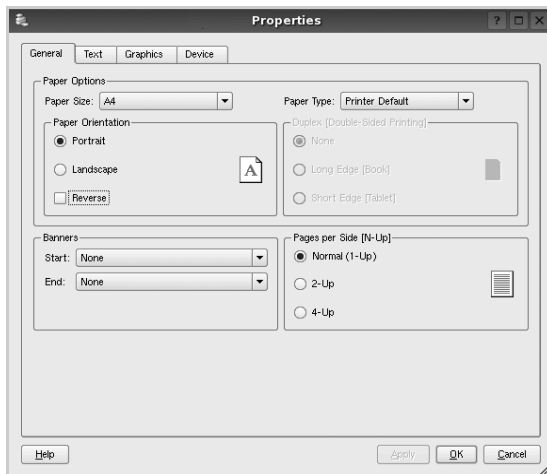 Properties
General Text Graphics Device
Paper Options
Paper Size: A4 Paper Type: Printer Default
Paper Orientation
Portrait
Landscape
A
Reverse
Duplex [Double-Sided Printing]
None
Long Edge [Book]
Short Edge [Tablet]
Banners
Start: None
End: None
Pages per Side [N-Up]
Normal (1-Up)
2-Up
4-Up
Help Apply OK Cancel